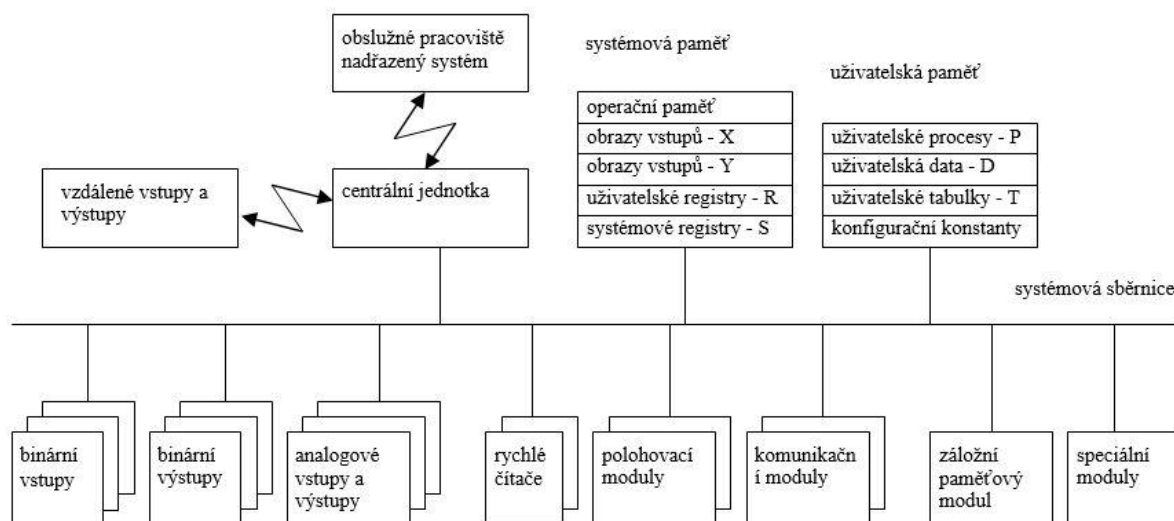 obslužné pracoviště
nadřazený systém
systémová paměť
uživatelská paměť
operační paměť
obrazy vstupů - X
obrazy vstupů - Y
uživatelské registry - R
systémové registry - S
uživatelské procesy - P
uživatelská data - D
uživatelské tabulky - T
konfigurační konstanty
vzdálené vstupy a
výstupy
centrální jednotka
systémová sběrnice
binární
vstupy
binární
výstupy
analogové
vstupy a
výstupy
rychlé
čítače
polohovací
moduly
komunikačn
í moduly
záložní
paměťový
modul
speciální
moduly